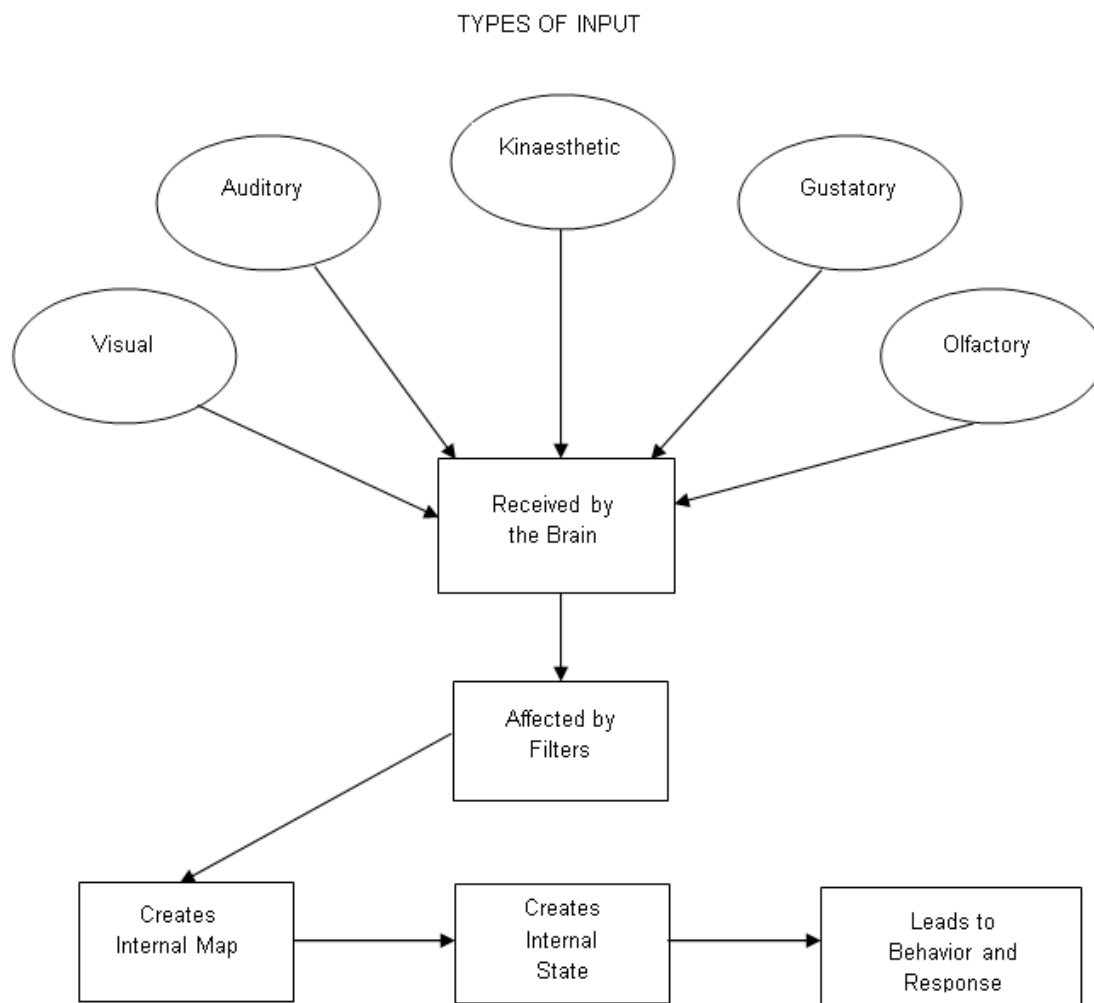 TYPES OF INPUT
Kinaesthetic
Auditory
Gustatory
Visual
Olfactory
Received by
the Brain
Affected by
Filters
Creates
Internal Map
Creates
Internal
State
Leads to
Behavior and
Response